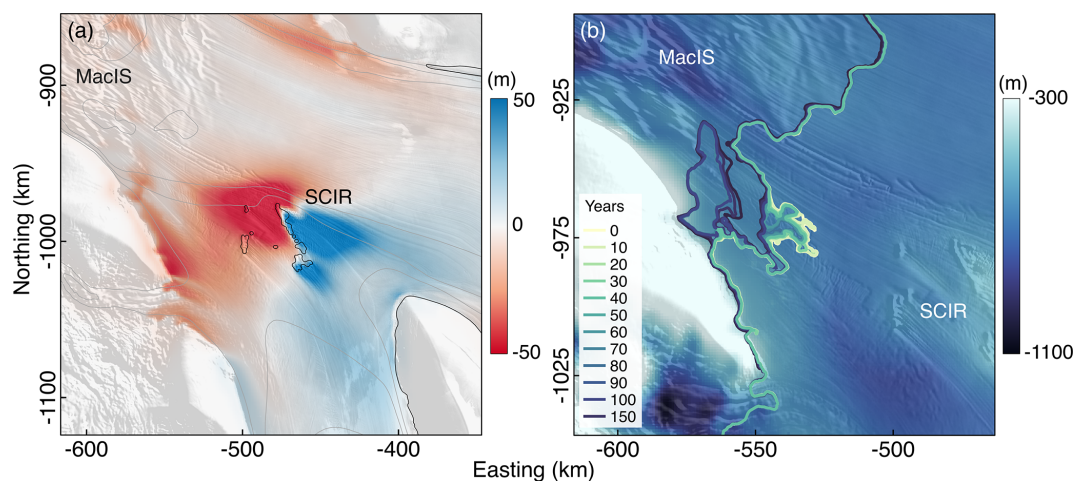 (a)
MacIS
SCIR
-900
-1000
-1100
Northing (km)
-600
-500
-400
(m)
50
0
-50
Easting (km)
(b)
MacIS
SCIR
-925
-975
-1025
-600
-550
-500
Years
0
10
20
30
40
50
60
70
80
90
100
150
(m)
-300
-1100